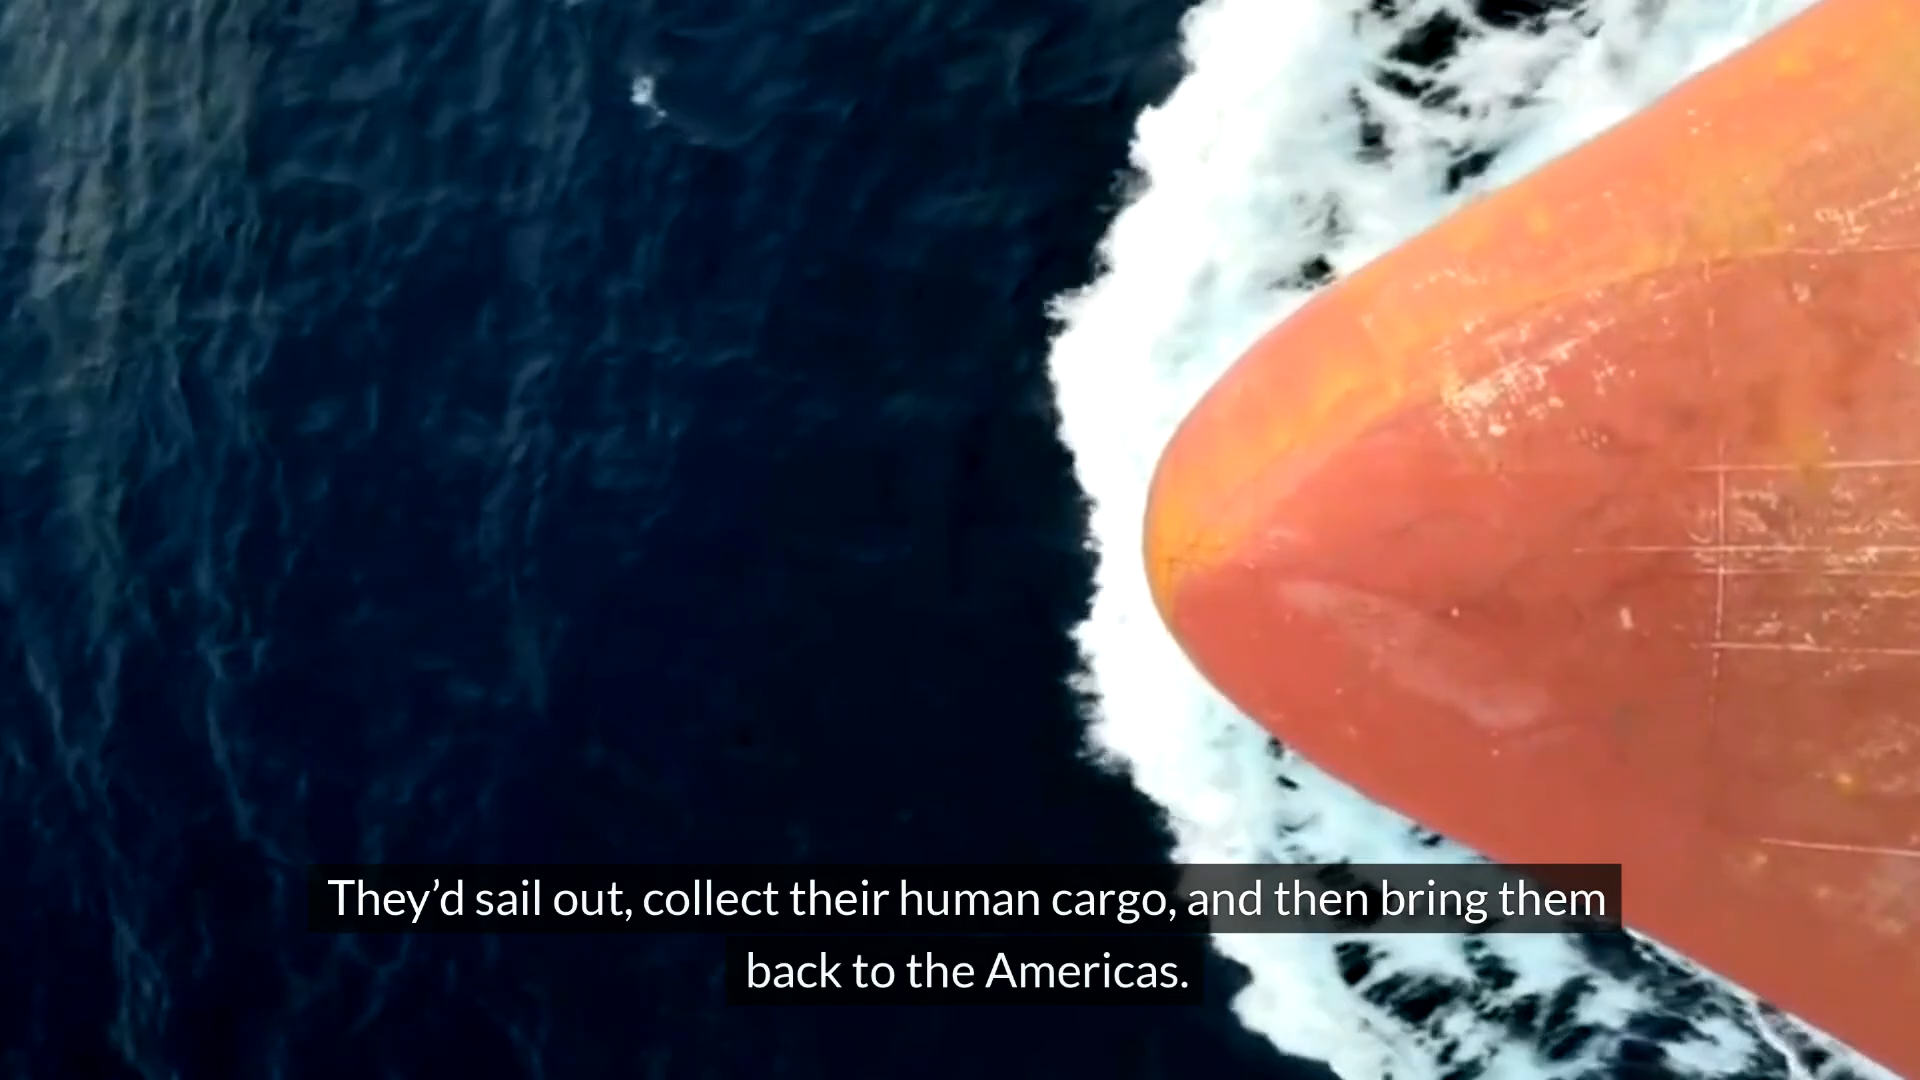 They’d sail out, collect their human cargo, and then bring them
back to the Americas.